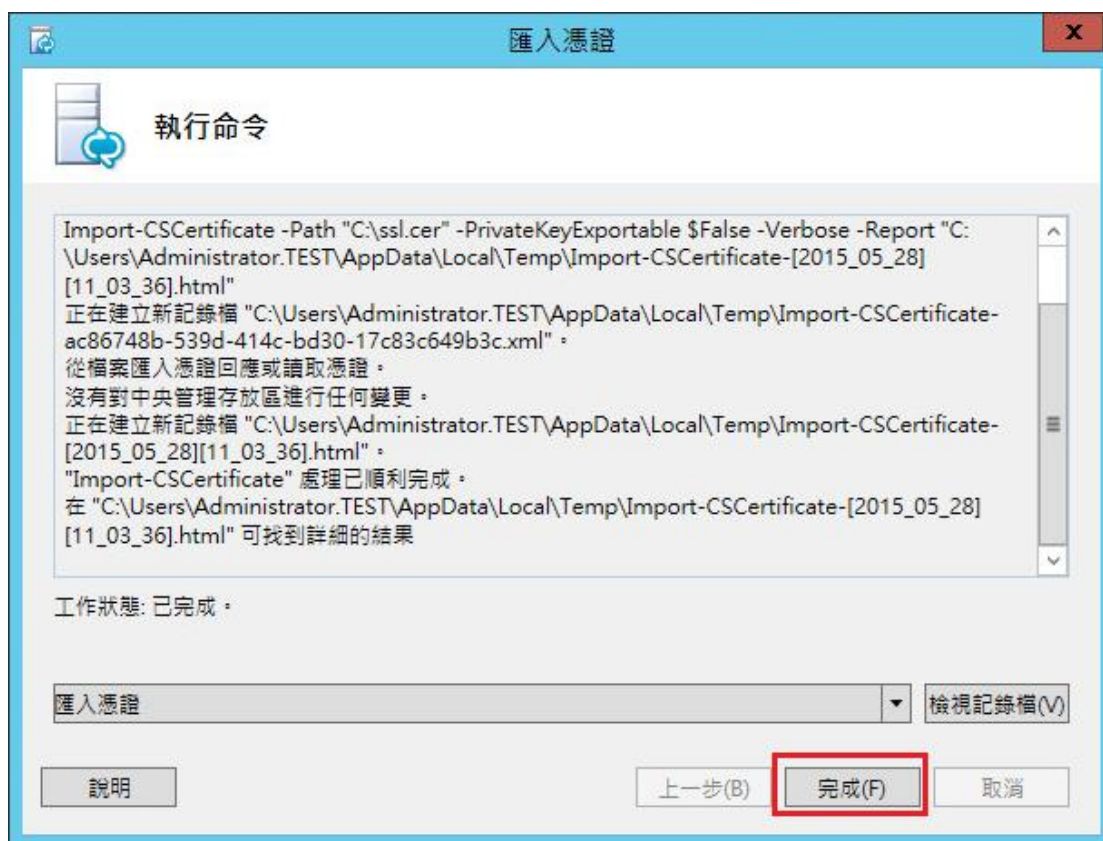 匯入憑證
x
執行命令
Import-CSCertificate -Path "C:\ssl.cer" -PrivateKeyExportable $False -Verbose -Report "C:
\Users\Administrator.TEST\AppData\Local\Temp\Import-CSCertificate-[2015_05_28]
[11_03_36].html"
正在建立新記錄檔 "C:\Users\Administrator.TEST\AppData\Local\Temp\Import-CSCertificate-
ac86748b-539d-414c-bd30-17c83c649b3c.xml"。
從檔案匯入憑證回應或讀取憑證。
沒有對中央管理存放區進行任何變更。
正在建立新記錄檔 "C:\Users\Administrator.TEST\AppData\Local\Temp\Import-CSCertificate-
[2015_05_28][11_03_36].html"。
"Import-CSCertificate" 處理已順利完成。
在 "C:\Users\Administrator.TEST\AppData\Local\Temp\Import-CSCertificate-[2015_05_28]
[11_03_36].html" 可找到詳細的結果
工作狀態: 已完成。
匯入憑證
檢視記錄檔(V)
說明
上一步(B)
完成(F)
取消